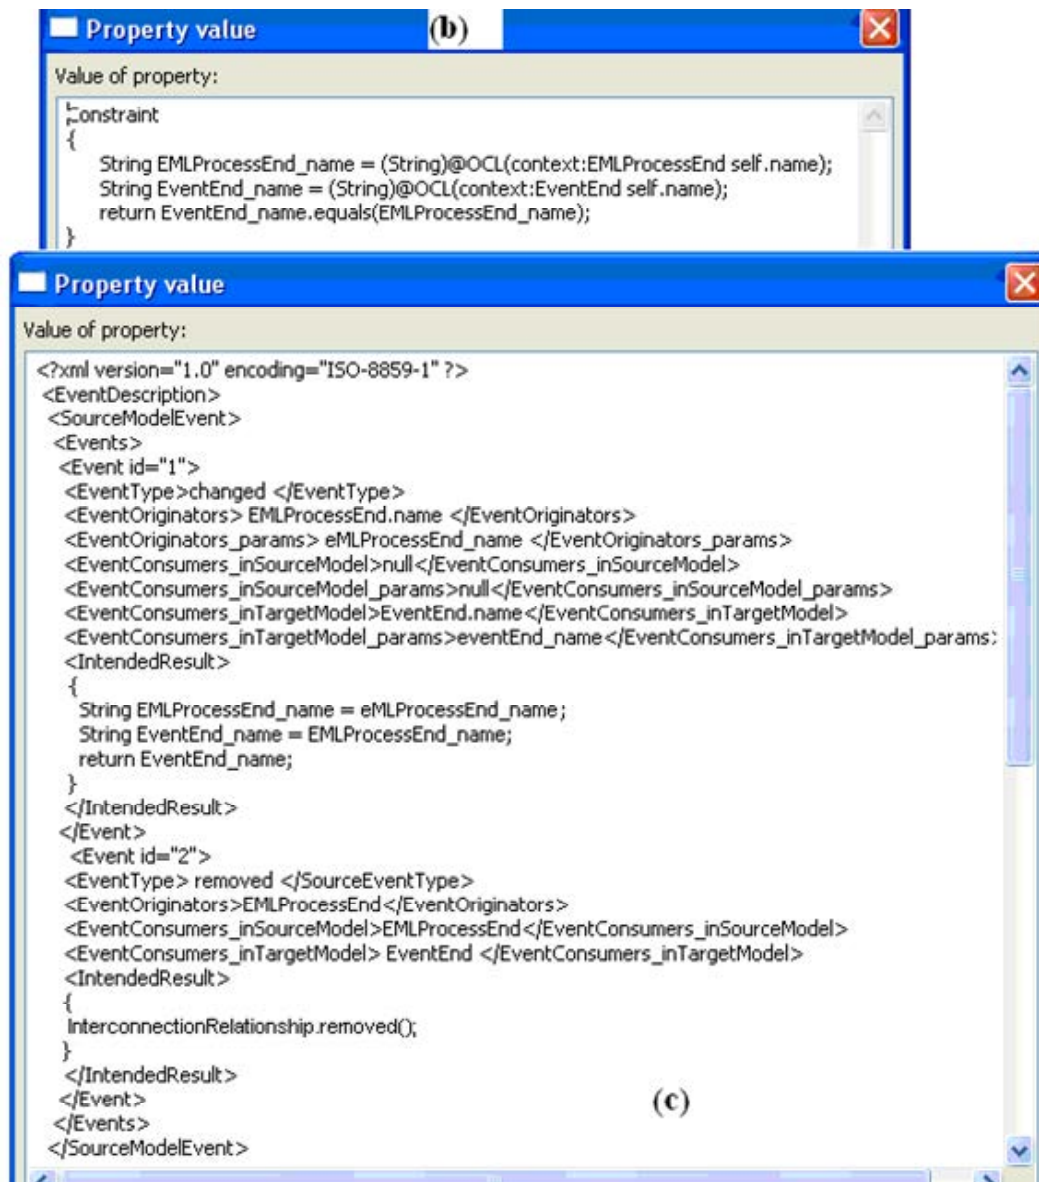 Property value
(b)
Value of property:
Constraint
{
String EMLProcessEnd_name = (String)@OCL(context:EMLProcessEnd self.name);
String EventEnd_name = (String)@OCL(context:EventEnd self.name);
return EventEnd_name.equals(EMLProcessEnd_name);
}
Property value
Value of property:
<?xml version="1.0" encoding="ISO-8859-1" ?>
<EventDescription>
<SourceModelEvent>
<Events>
<Event id="1">
<EventType>changed </EventType>
<EventOriginators> EMLProcessEnd.name </EventOriginators>
<EventOriginators_params> eMLProcessEnd_name </EventOriginators_params>
<EventConsumers_inSourceModel>null</EventConsumers_inSourceModel>
<EventConsumers_inSourceModel_params>null</EventConsumers_inSourceModel_params>
<EventConsumers_inTargetModel>EventEnd.name</EventConsumers_inTargetModel>
<EventConsumers_inTargetModel_params>eventEnd_name</EventConsumers_inTargetModel_params>
<IntendedResult>
{
String EMLProcessEnd_name = eMLProcessEnd_name;
String EventEnd_name = EMLProcessEnd_name;
return EventEnd_name;
}
</IntendedResult>
</Event>
<Event id="2">
<EventType> removed </SourceEventType>
<EventOriginators>EMLProcessEnd</EventOriginators>
<EventConsumers_inSourceModel>EMLProcessEnd</EventConsumers_inSourceModel>
<EventConsumers_inTargetModel> EventEnd </EventConsumers_inTargetModel>
<IntendedResult>
{
InterconnectionRelationship.removed();
}
</IntendedResult>
</Event>
(c)
</Events>
</SourceModelEvent>